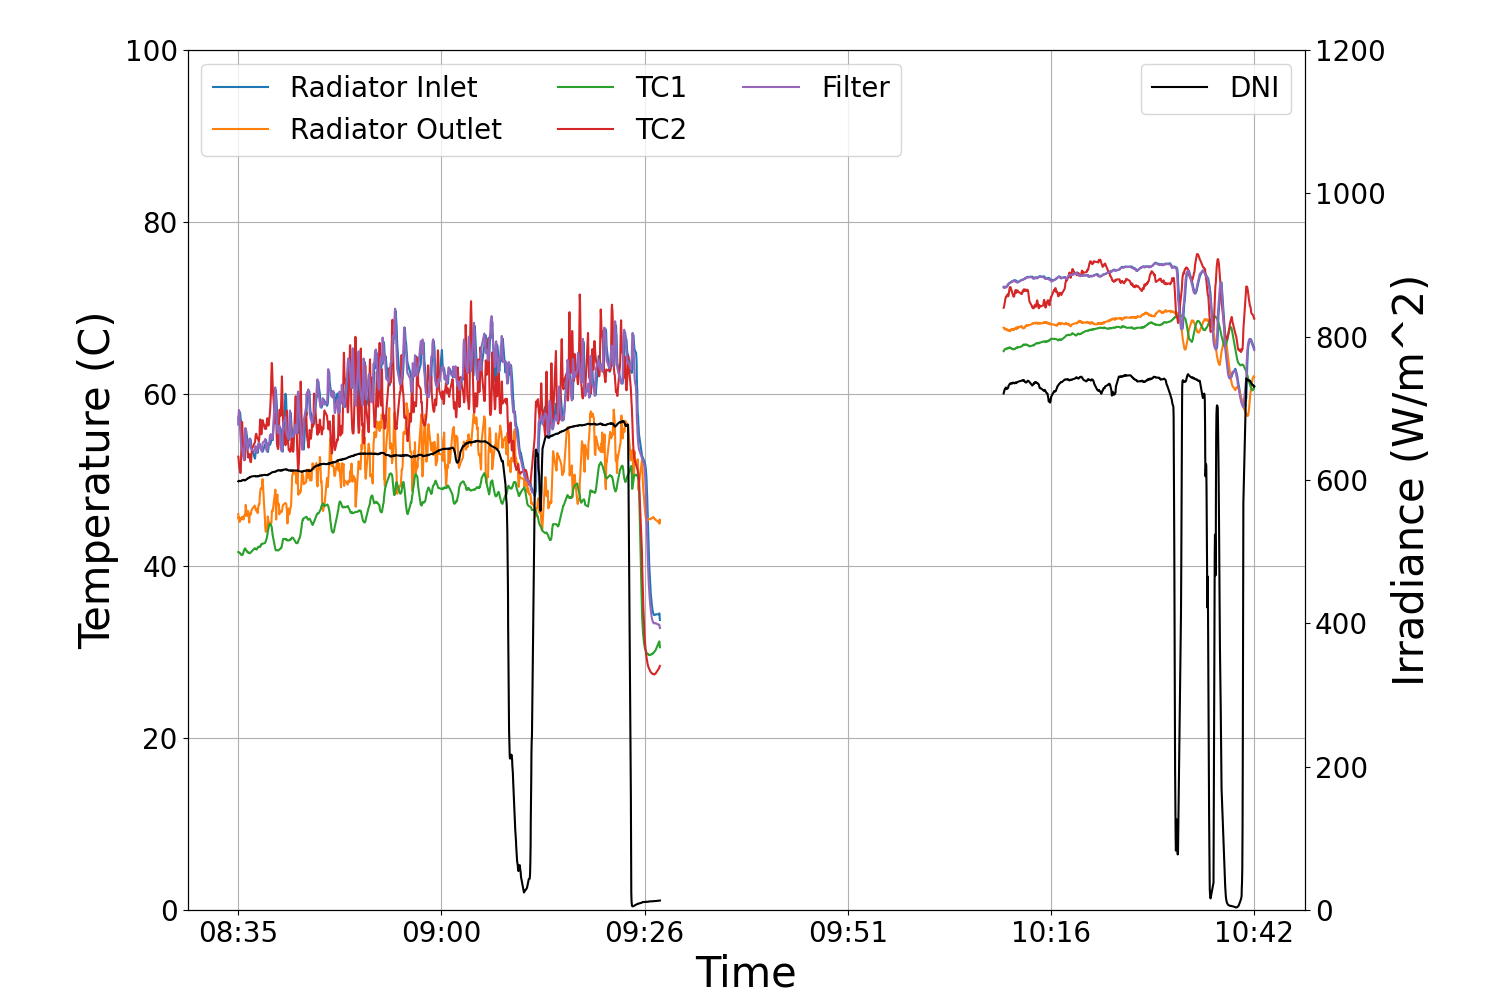 Radiator Inlet
Radiator Outlet
TC1
TC2
Filter
DNI
Temperature (C)
100
80
60
40
20
0
1200
1000
800
600
400
200
0
Irradiance (W/m^2)
08:35 09:00 09:26 09:51 10:16 10:42
Time